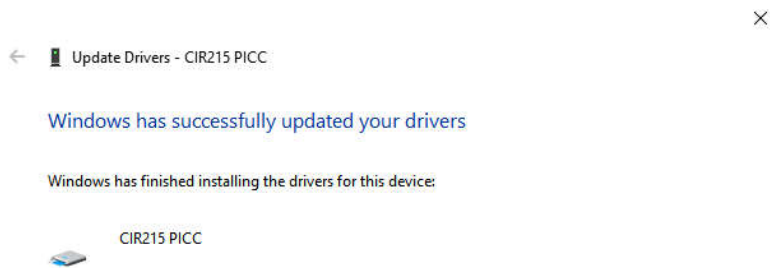 Update Drivers - CIR215 PICC
Windows has successfully updated your drivers
Windows has finished installing the drivers for this device:
CIR215 PICC